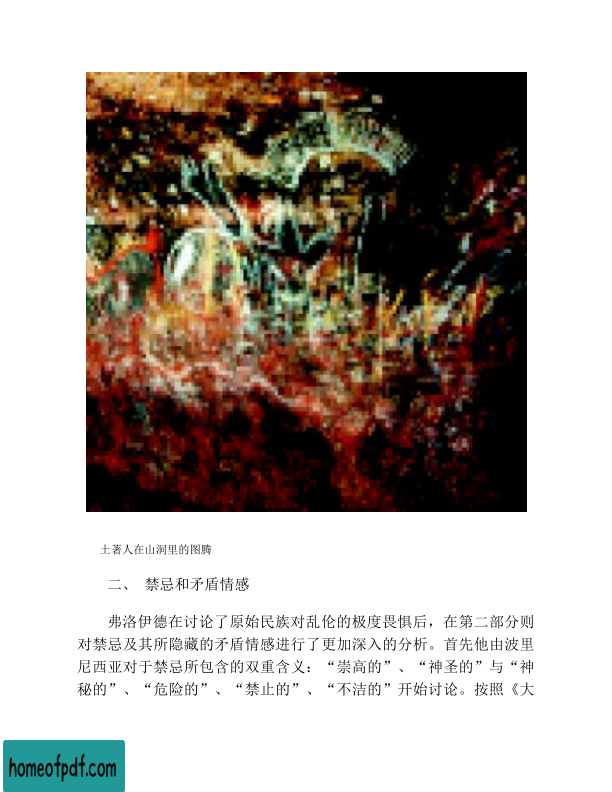 土著人在山洞里的图腾
二、 禁忌和矛盾情感
弗洛伊德在讨论了原始民族对乱伦的极度畏惧后，在第二部分则
对禁忌及其所隐藏的矛盾情感进行了更加深入的分析。首先他由波里
尼西亚对于禁忌所包含的双重含义：“崇高的”、“神圣的”与“神
秘的”、“危险的”、“禁止的”、“不洁的”开始讨论。按照《大
homeofpdf.com